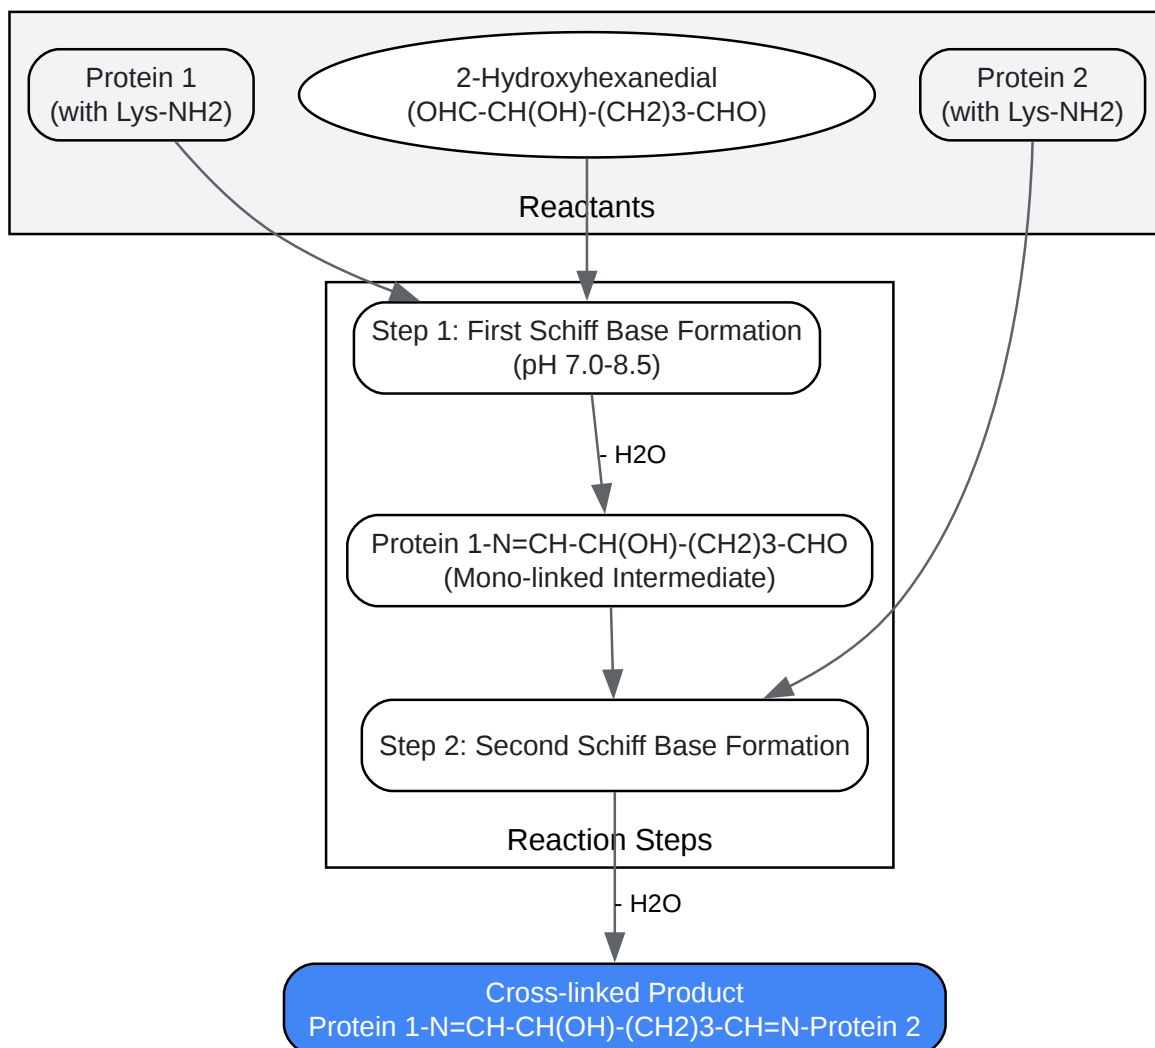 Protein 1
(with Lys-NH2)
2-Hydroxyhexanedial
(OHC-CH(OH)-(CH2)3-CHO)
Protein 2
(with Lys-NH2)
Reactants
Step 1: First Schiff Base Formation
(pH 7.0-8.5)
- H2O
Protein 1-N=CH-CH(OH)-(CH2)3-CHO
(Mono-linked Intermediate)
Step 2: Second Schiff Base Formation
Reaction Steps
- H2O
Cross-linked Product
Protein 1-N=CH-CH(OH)-(CH2)3-CH=N-Protein 2